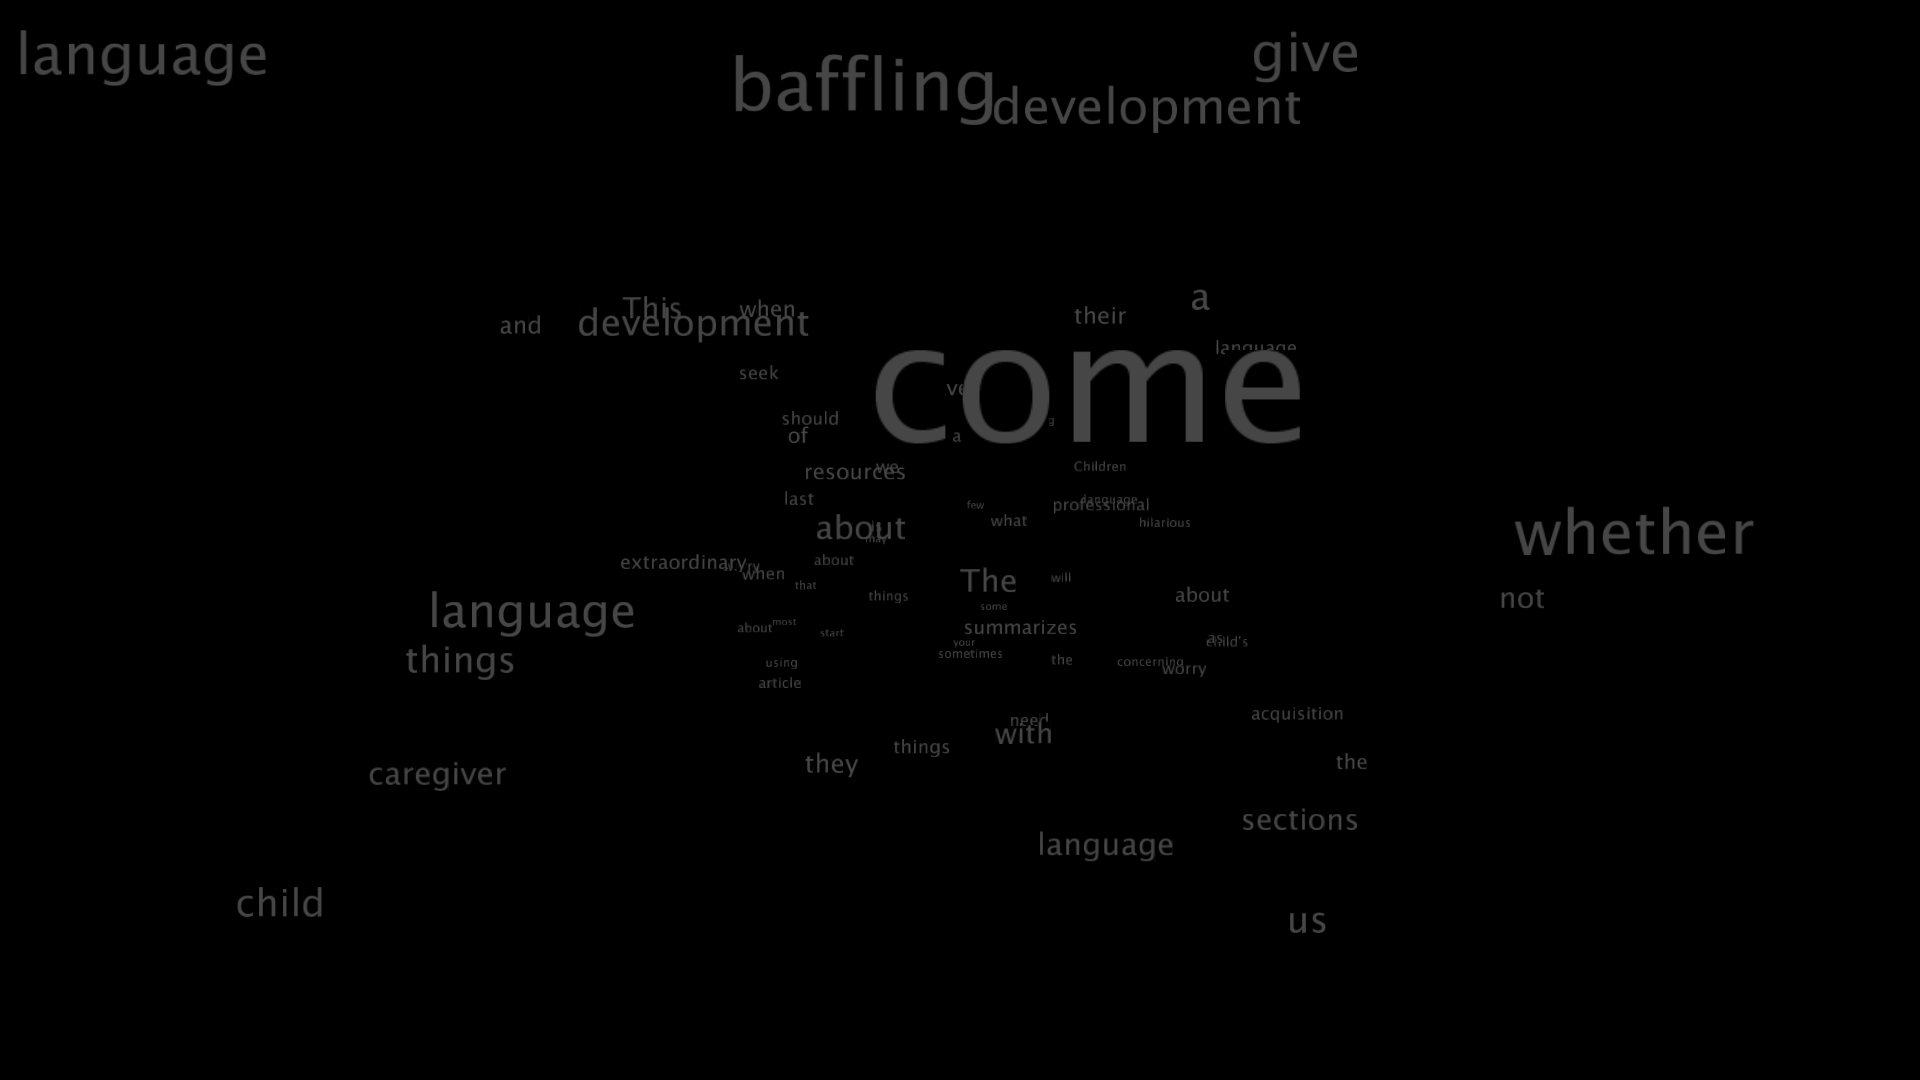 language
give
baffling
development
a
This
when
their
and
development
language
come
seek
should
of
a
resources
we
Children
last
language
few
professional
what
hilarious
about
is
may
whether
extraordinary
about
when
The
will
that
things
about
not
language
some
most
about
summarizes
start
child's
as
your
sometimes
things
using
the
concerning
worry
article
acquisition
need
with
things
they
the
caregiver
sections
language
child
us